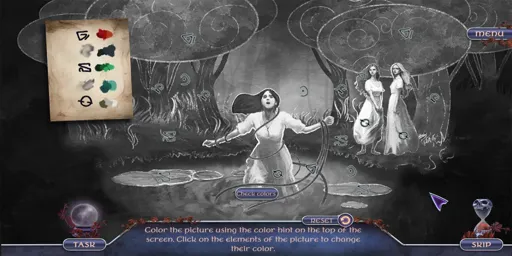 MENU
Check colors
RESET
Color the picture using the color hint on the top of the
screen. Click on the elements of the picture to change
their color.
TASK
SKIP